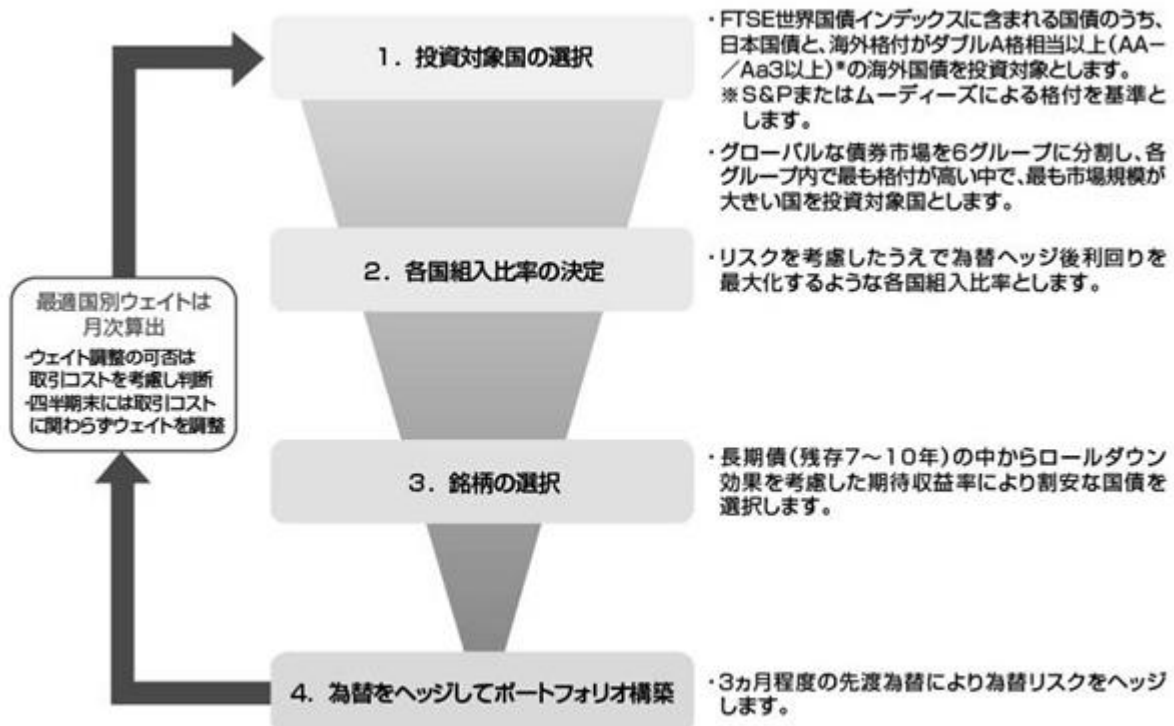 1. 投資対象国の選択
・FTSE世界国債インデックスに含まれる国債のうち、
日本国債と、海外格付がダブルA格相当以上(AA−
／Aa3以上)※の海外国債を投資対象とします。
※S&Pまたはムーディーズによる格付を基準と
します。
・グローバルな債券市場を6グループに分割し、各
グループ内で最も格付が高い中で、最も市場規模が
大きい国を投資対象国とします。
2. 各国組入比率の決定
・リスクを考慮したうえで為替ヘッジ後利回りを
最大化するような各国組入比率とします。
最適国別ウェイトは
月次算出
-ウェイト調整の可否は
取引コストを考慮し判断
-四半期末には取引コスト
に関わらずウェイトを調整
3. 銘柄の選択
・長期債(残存7～10年)の中からロールダウン
効果を考慮した期待収益率により割安な国債を
選択します。
4. 為替をヘッジしてポートフォリオ構築
・3ヵ月程度の先渡為替により為替リスクをヘッジ
します。